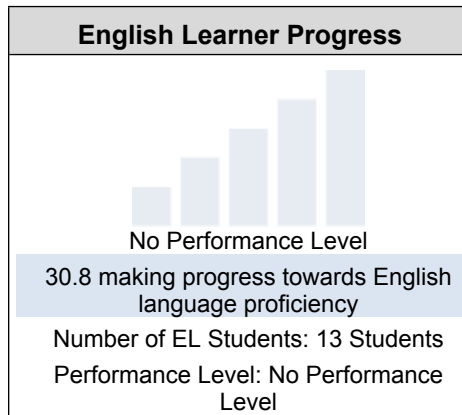 English Learner Progress
No Performance Level
30.8 making progress towards English
language proficiency
Number of EL Students: 13 Students
Performance Level: No Performance
Level